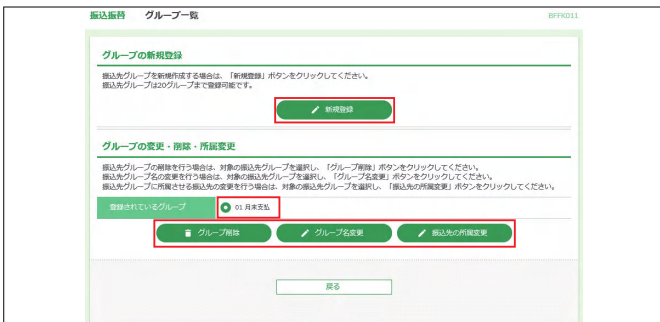 振込振替 グループ一覧 BFFK011
グループの新規登録
振込先グループを新規作成する場合は、「新規登録」ボタンをクリックしてください。
振込先グループは20グループまで登録可能です。
新規登録
グループの変更・削除・所属変更
振込先グループの削除を行う場合は、対象の振込先グループを選択し、「グループ削除」ボタンをクリックしてください。
振込先グループ名の変更を行う場合は、対象の振込先グループを選択し、「グループ名変更」ボタンをクリックしてください。
振込先グループに所属させる振込先の変更を行う場合は、対象の振込先グループを選択し、「振込先の所属変更」ボタンをクリックしてください。
登録されているグループ 01 月末支払
グループ削除 グループ名変更 振込先の所属変更
戻る